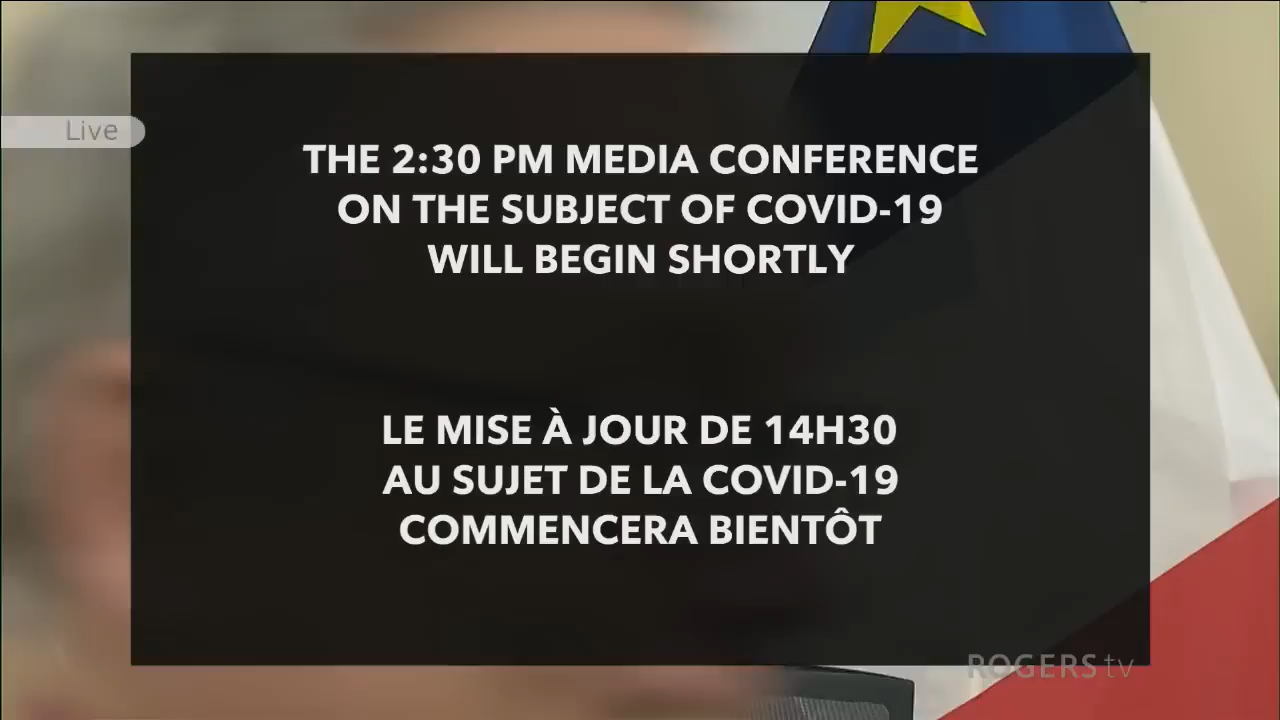 Live
THE 2:30 PM MEDIA CONFERENCE
ON THE SUBJECT OF COVID-19
WILL BEGIN SHORTLY
LE MISE À JOUR DE 14H30
AU SUJET DE LA COVID-19
COMMENCERA BIENTÔT
ROGERS tv